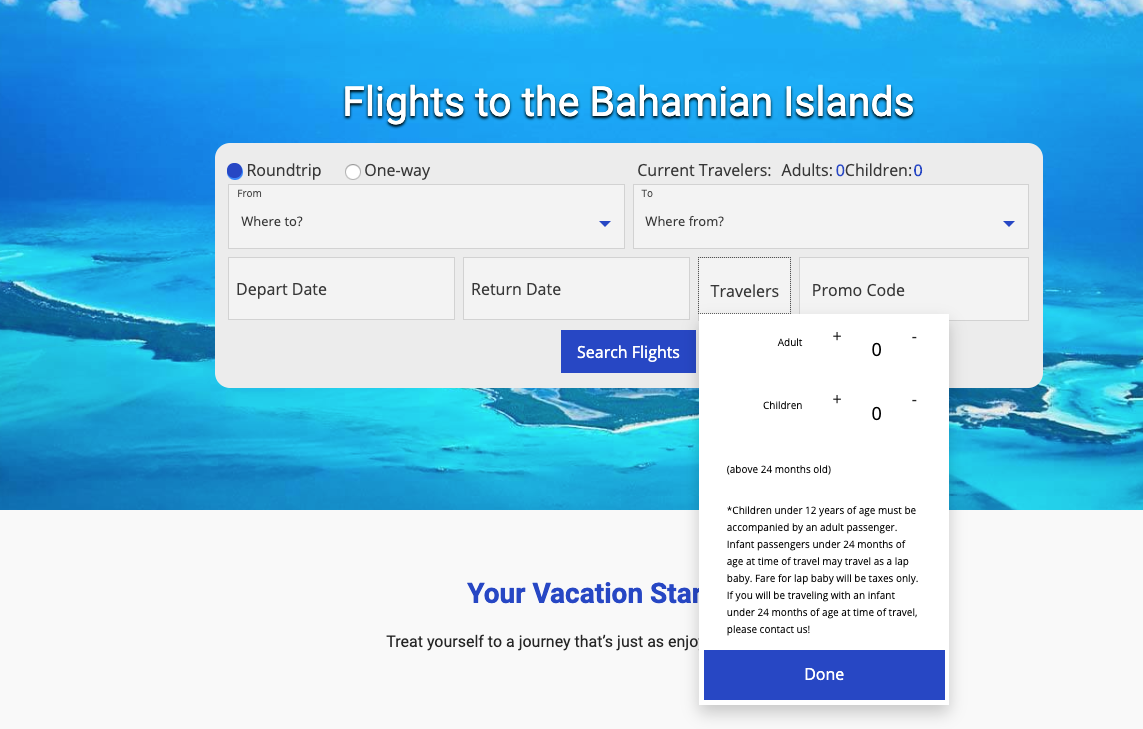 Flights to the Bahamian Islands
Roundtrip One-way Current Travelers: Adults: 0Children:0
From
Where to?
To
Where from?
Depart Date
Return Date
Travelers
Promo Code
Search Flights
Adult + 0 -
Children + 0 -
(above 24 months old)
*Children under 12 years of age must be
accompanied by an adult passenger.
Infant passengers under 24 months of
age at time of travel may travel as a lap
baby. Fare for lap baby will be taxes only.
If you will be traveling with an infant
under 24 months of age at time of travel,
please contact us!
Done
Your Vacation Star
Treat yourself to a journey that's just as enjo